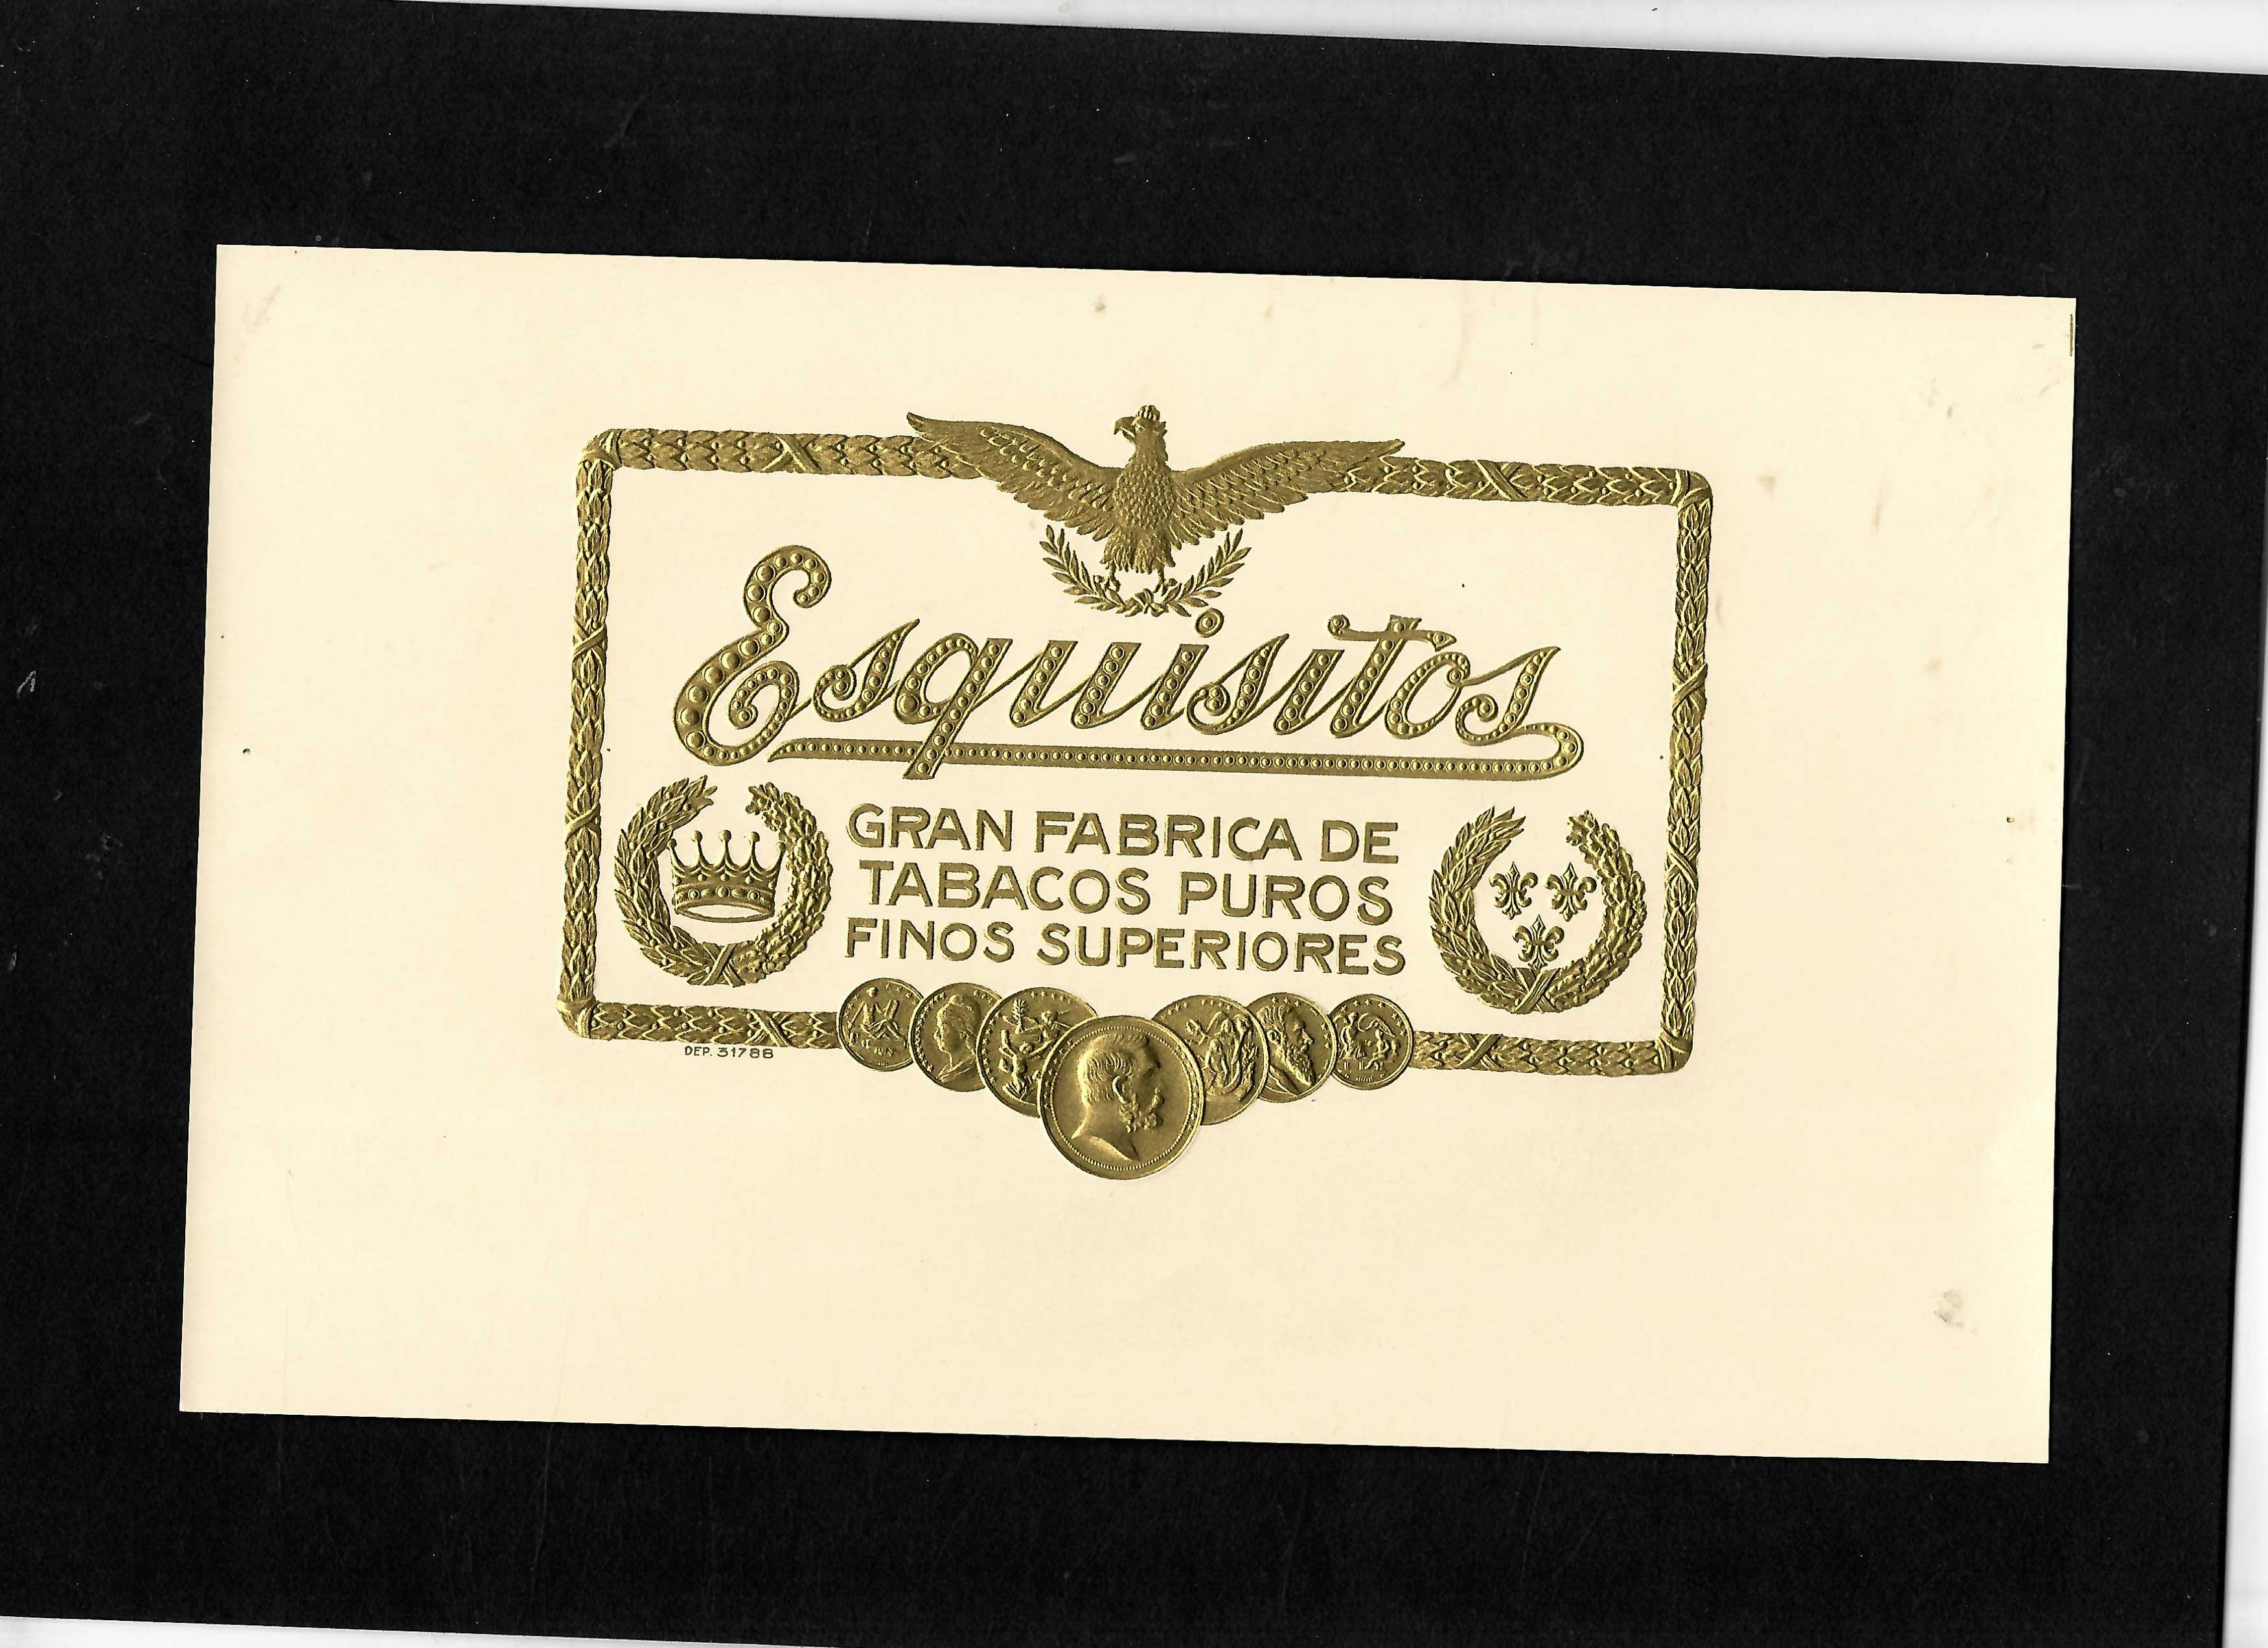 Esquisitos
GRAN FABRICA DE
TABACOS PUROS
FINOS SUPERIORES
DEP. 31788